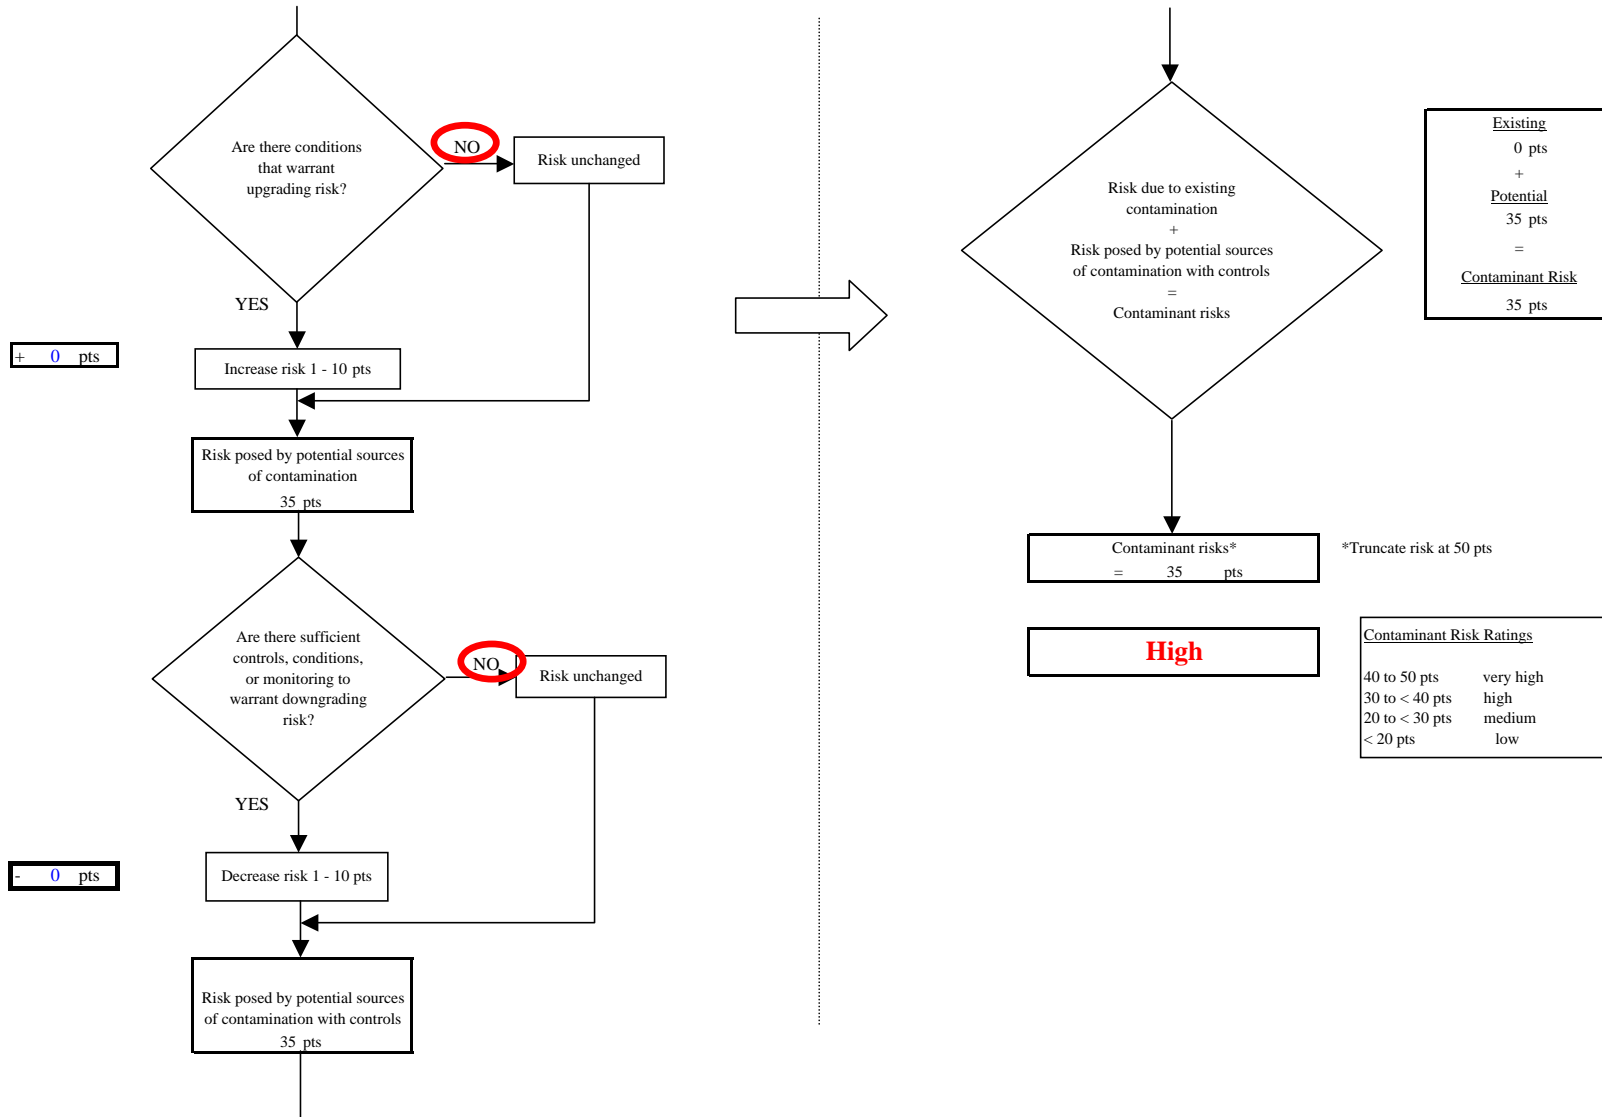 Are there conditions
that warrant
upgrading risk?
NO
Risk unchanged
YES
+ 0 pts
Increase risk 1 - 10 pts
Risk posed by potential sources
of contamination
35 pts
Are there sufficient
controls, conditions,
or monitoring to
warrant downgrading
risk?
NO
Risk unchanged
YES
- 0 pts
Decrease risk 1 - 10 pts
Risk posed by potential sources
of contamination with controls
35 pts
Risk due to existing
contamination
+
Risk posed by potential sources
of contamination with controls
=
Contaminant risks
Existing
0 pts
+
Potential
35 pts
=
Contaminant Risk
35 pts
Contaminant risks*
= 35 pts
*Truncate risk at 50 pts
High
Contaminant Risk Ratings
40 to 50 pts very high
30 to < 40 pts high
20 to < 30 pts medium
< 20 pts low